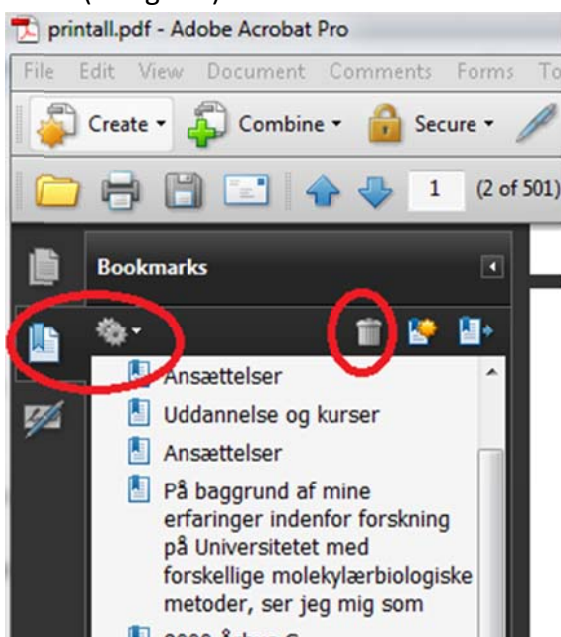 printall.pdf - Adobe Acrobat Pro
File Edit View Document Comments Forms To
Create Combine Secure
1 (2 of 501)
Bookmarks
Ansættelser
Uddannelse og kurser
Ansættelser
På baggrund af mine
erfaringer indenfor forskning
på Universitetet med
forskellige molekylærbiologiske
metoder, ser jeg mig som